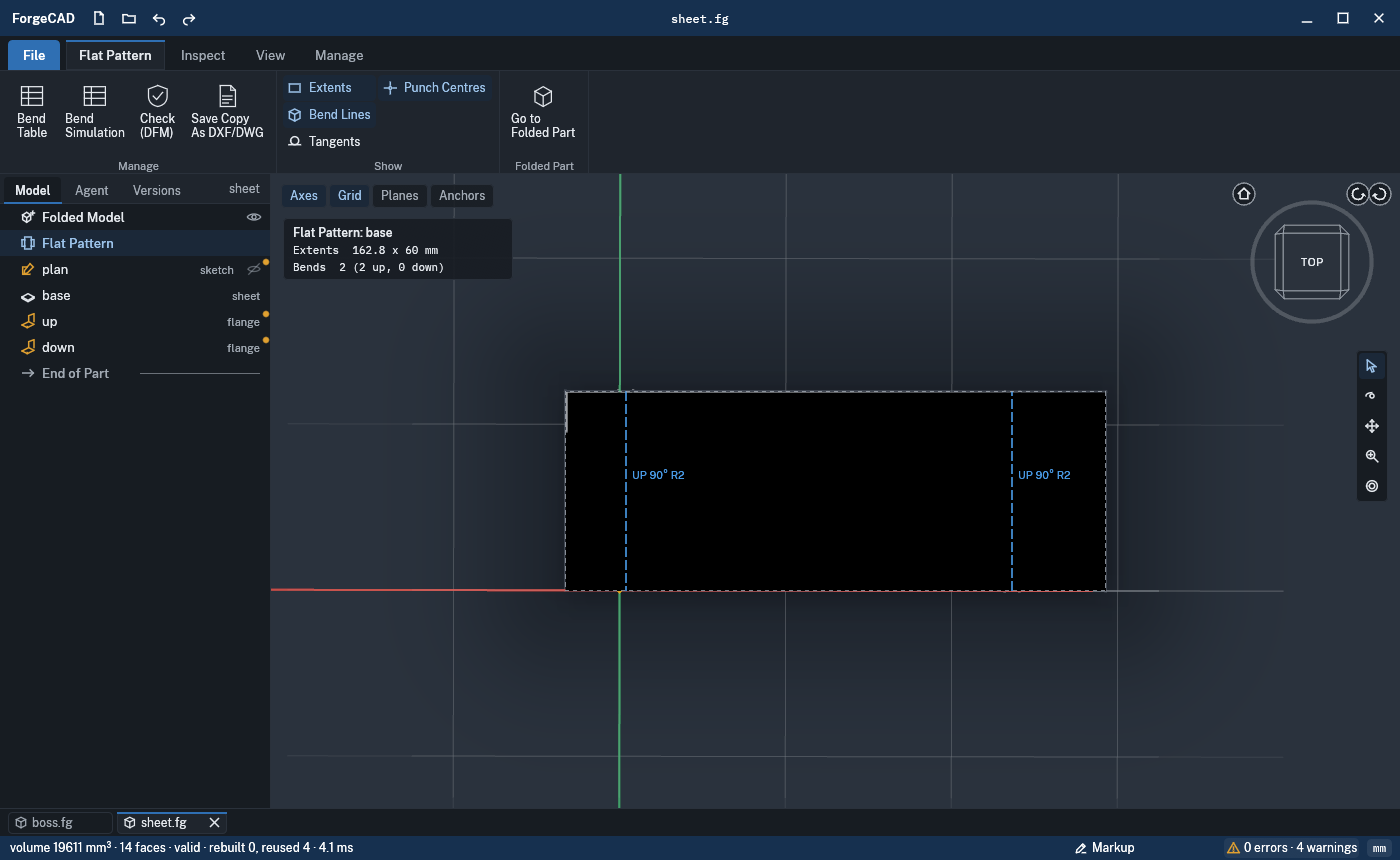 ForgeCAD
sheet.fg
File
Flat Pattern
Inspect
View
Manage
Bend Table
Bend Simulation
Check (DFM)
Save Copy As DXF/DWG
Manage
Extents
Punch Centres
Bend Lines
Tangents
Show
Go to Folded Part
Folded Part
Model
Agent
Versions
sheet
Folded Model
Flat Pattern
plan sketch
base sheet
up flange
down flange
End of Part
Axes
Grid
Planes
Anchors
Flat Pattern: base
Extents 162.8 x 60 mm
Bends 2 (2 up, 0 down)
TOP
UP 90° R2
UP 90° R2
boss.fg
sheet.fg
volume 19611 mm³ · 14 faces · valid · rebuilt 0, reused 4 · 4.1 ms
Markup
0 errors · 4 warnings
mm